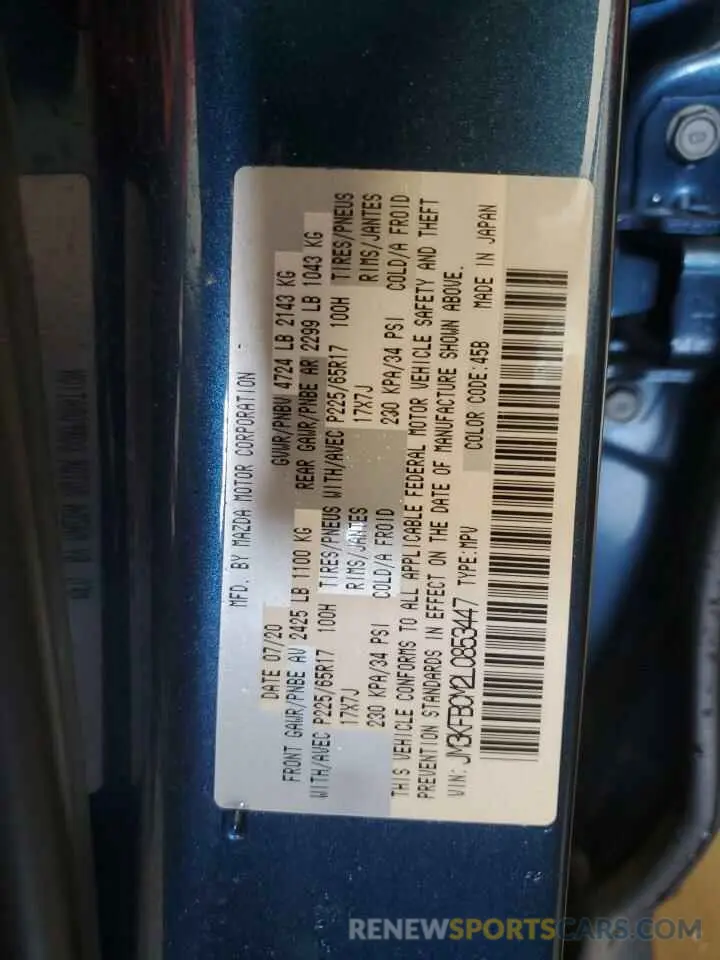 MFD. BY MAZDA MOTOR CORPORATION
DATE 07/20 GVWR/PNBV 4724 LB 2143 KG
FRONT GAWR/PNBE AV 2425 LB 1100 KG REAR GAWR/PNBE AR 2299 LB 1043 KG
WITH/AVEC P225/65R17 100H TIRES/PNEUS WITH/AVEC P225/65R17 100H TIRES/PNEUS
17X7J RIMS/JANTES 17X7J RIMS/JANTES
230 KPA/34 PSI COLD/A FROID 230 KPA/34 PSI COLD/A FROID
THIS VEHICLE CONFORMS TO ALL APPLICABLE FEDERAL MOTOR VEHICLE SAFETY AND THEFT
PREVENTION STANDARDS IN EFFECT ON THE DATE OF MANUFACTURE SHOWN ABOVE.
VIN: JM3KFBCM2L0853447 TYPE:MPV COLOR CODE:45B MADE IN JAPAN
RENEWSPORTSCARS.COM